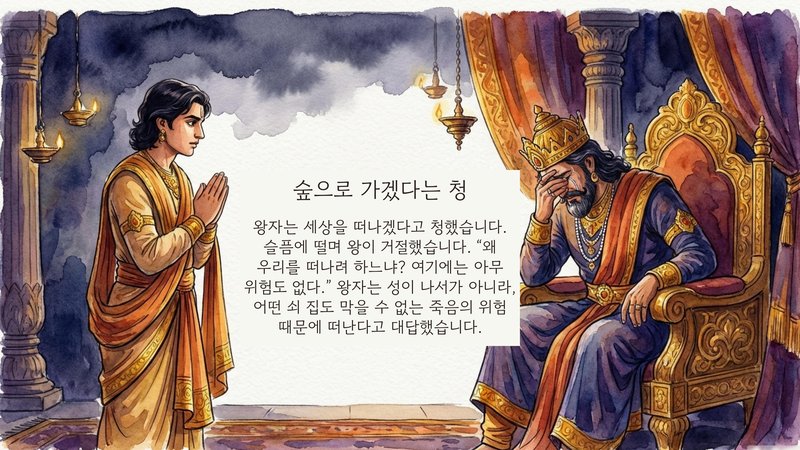 숲으로 가겠다는 청
왕자는 세상을 떠나겠다고 청했습니다.
슬픔에 떨며 왕이 거절했습니다. “왜
우리를 떠나려 하느냐? 여기에는 아무
위험도 없다.” 왕자는 성이 나서가 아니라,
어떤 쇠 집도 막을 수 없는 죽음의 위험
때문에 떠난다고 대답했습니다.